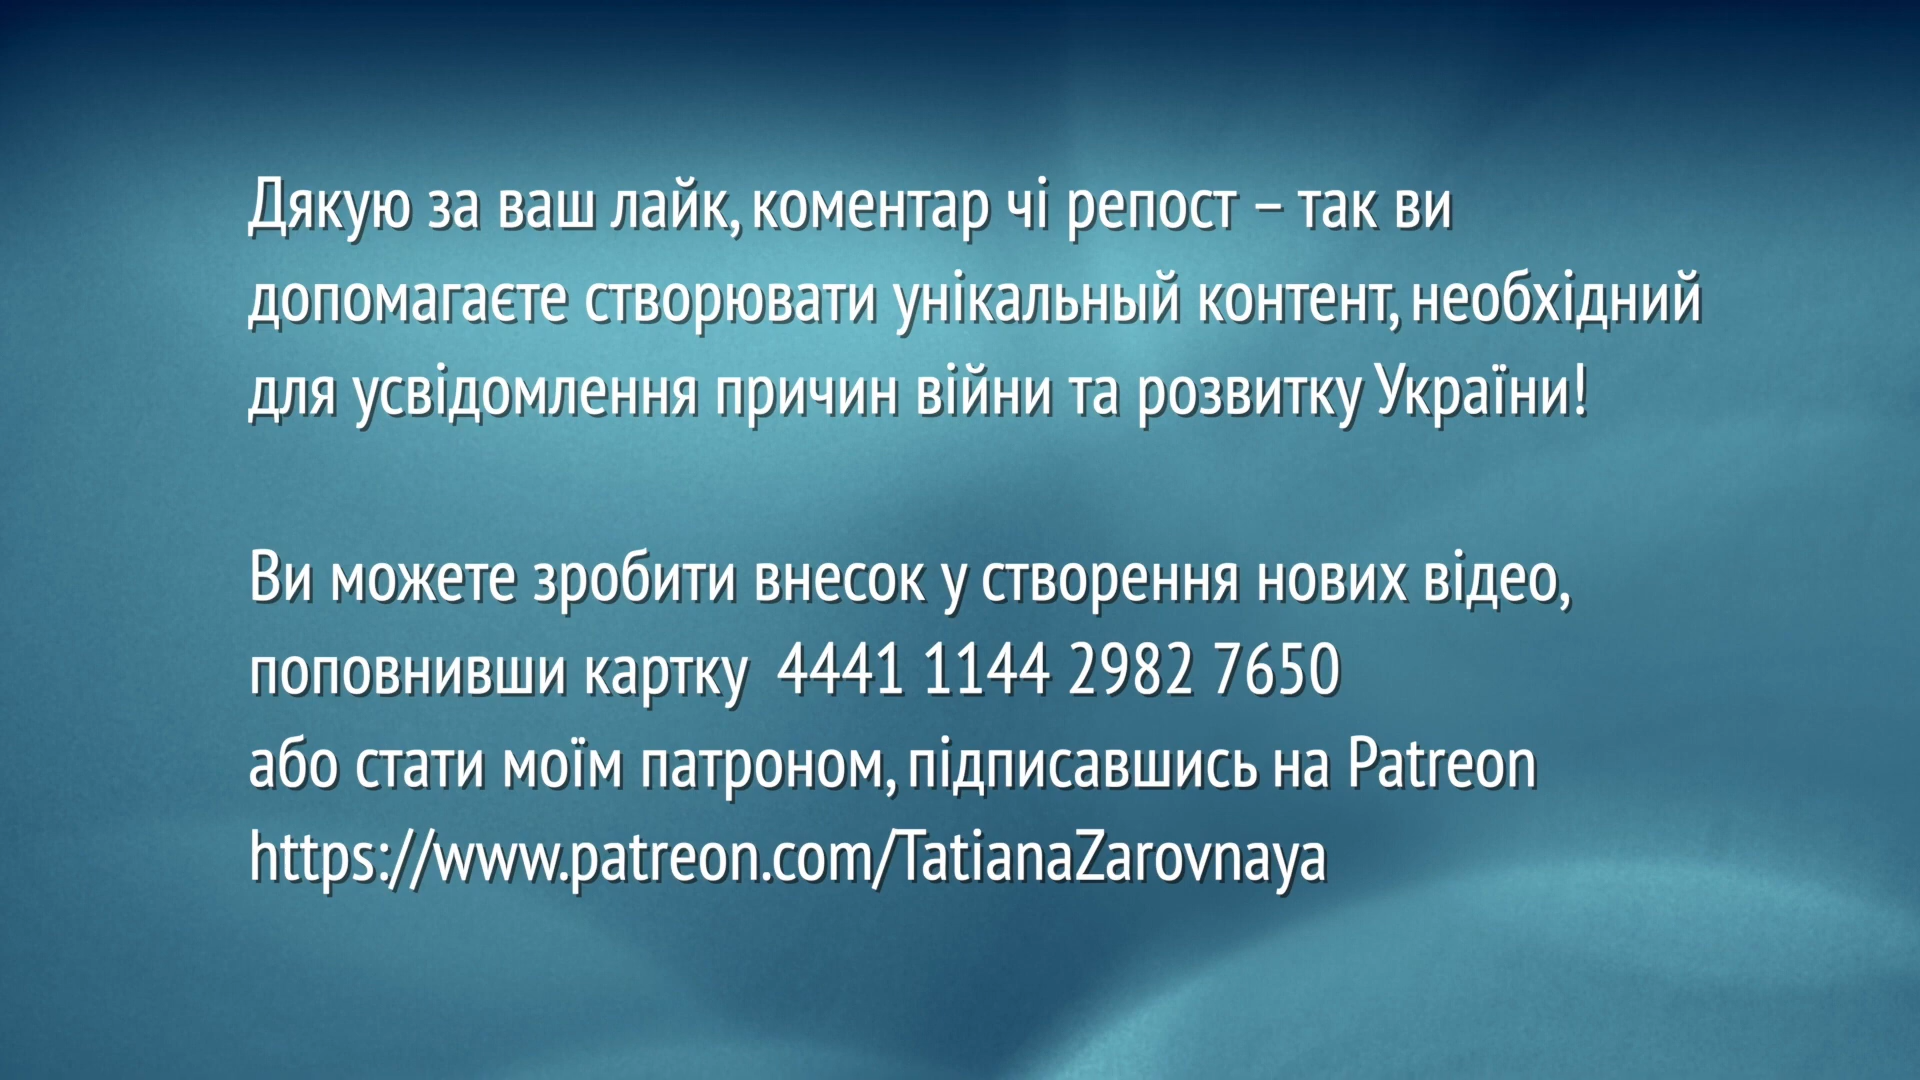 Дякую за ваш лайк, коментар чі репост – так ви
допомагаєте створювати унікальный контент, необхідний
для усвідомлення причин війни та розвитку України!
Ви можете зробити внесок у створення нових відео,
поповнивши картку 4441 1144 2982 7650
або стати моїм патроном, підписавшись на Patreon
https://www.patreon.com/TatianaZarovnaya